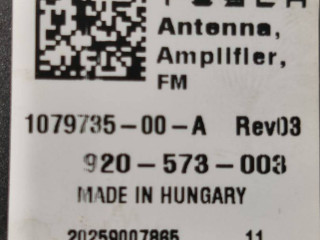 Antenna,
Amplifier,
FM
1079735-00-A Rev03
920-573-003
MADE IN HUNGARY
20259007865 11